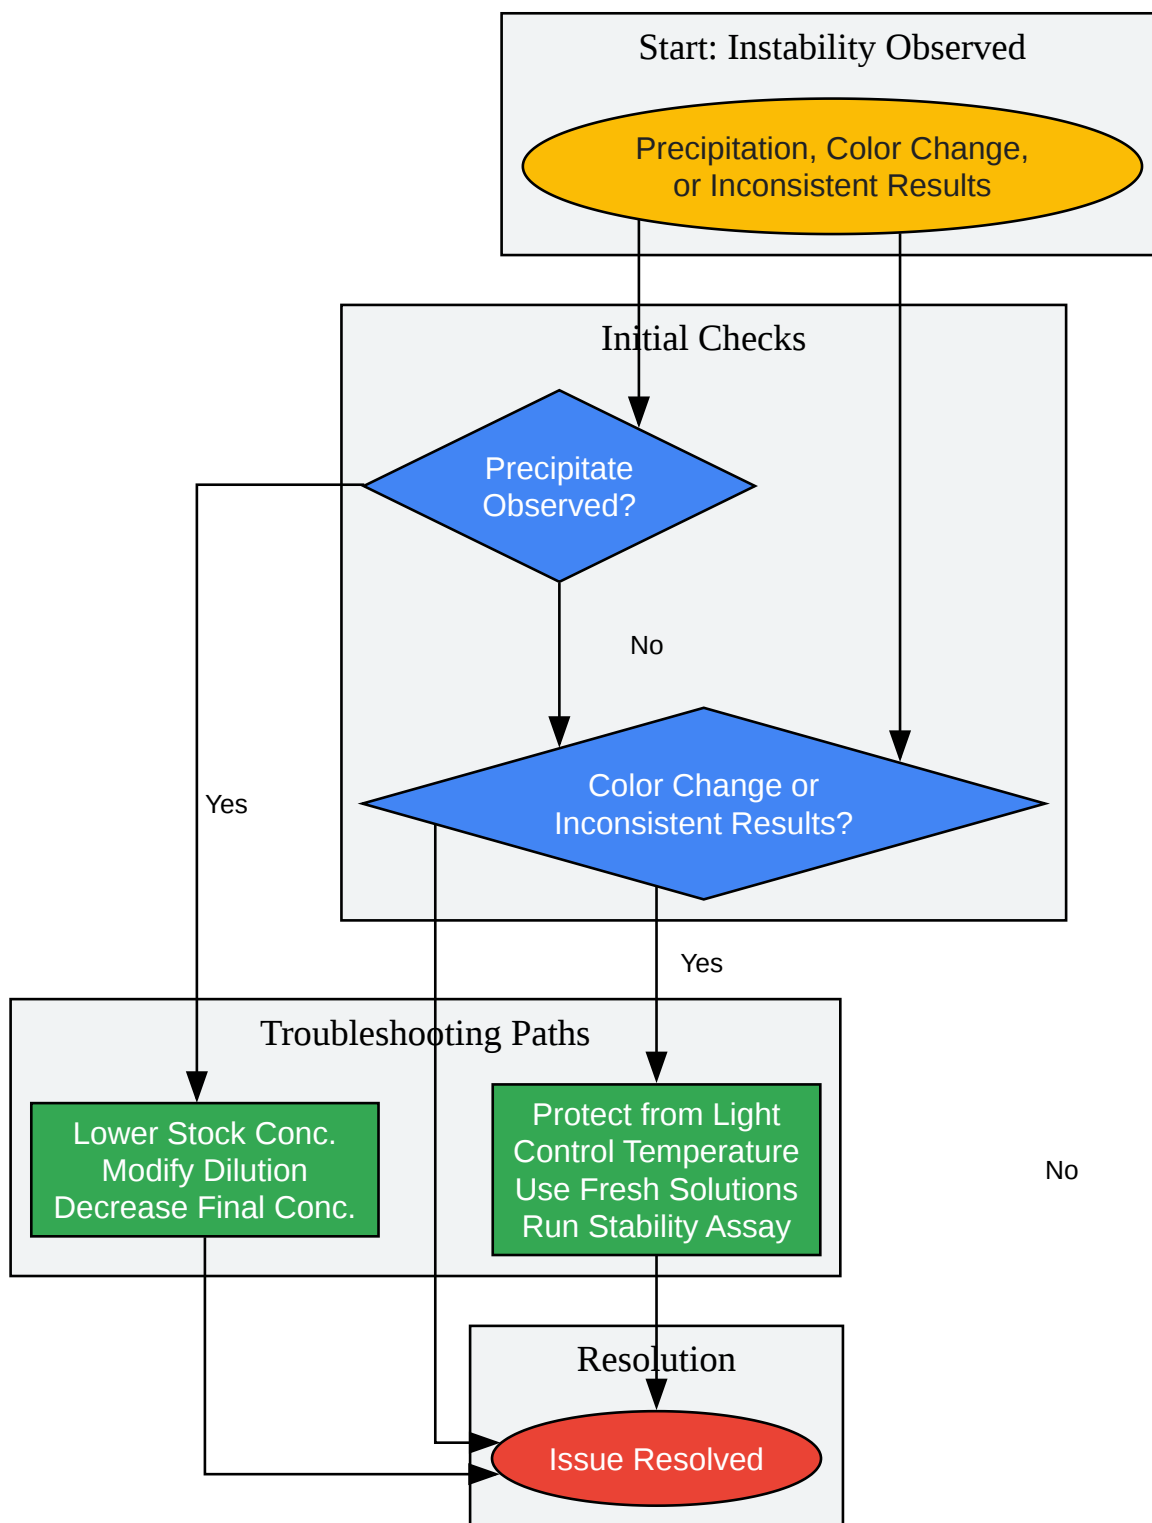 Start: Instability Observed
Precipitation, Color Change,
or Inconsistent Results
Initial Checks
Precipitate
Observed?
No
Color Change or
Inconsistent Results?
Yes
Yes
Troubleshooting Paths
Lower Stock Conc.
Modify Dilution
Decrease Final Conc.
Protect from Light
Control Temperature
Use Fresh Solutions
Run Stability Assay
No
Resolution
Issue Resolved